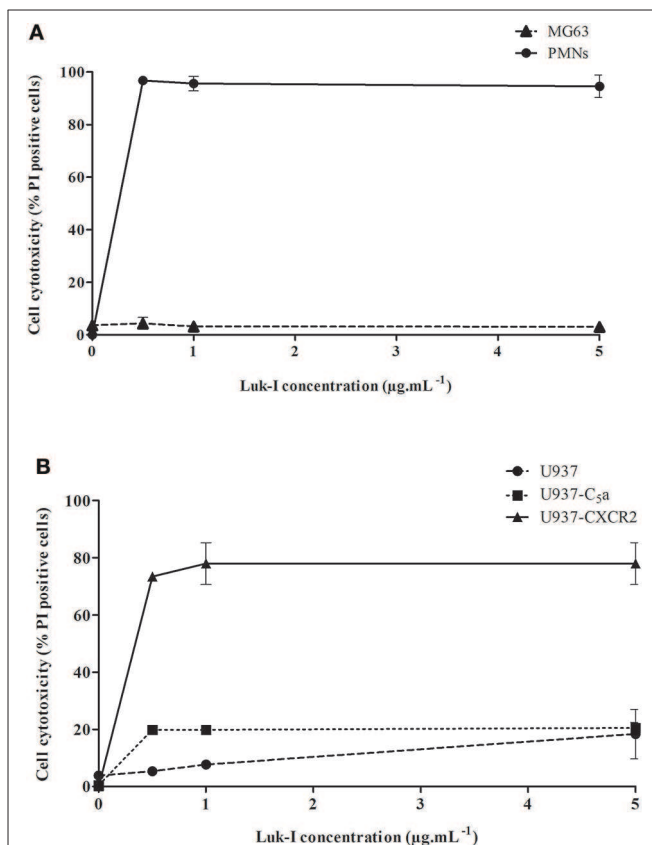 A
MG63
PMNs
Cell cytotoxicity (% PI positive cells)
100
80
60
40
20
0
0 1 2 3 4 5
Luk-I concentration (µg.mL⁻¹)
B
U937
U937-C₅a
U937-CXCR2
Cell cytotoxicity (% PI positive cells)
100
80
60
40
20
0
0 1 2 3 4 5
Luk-I concentration (µg.mL⁻¹)